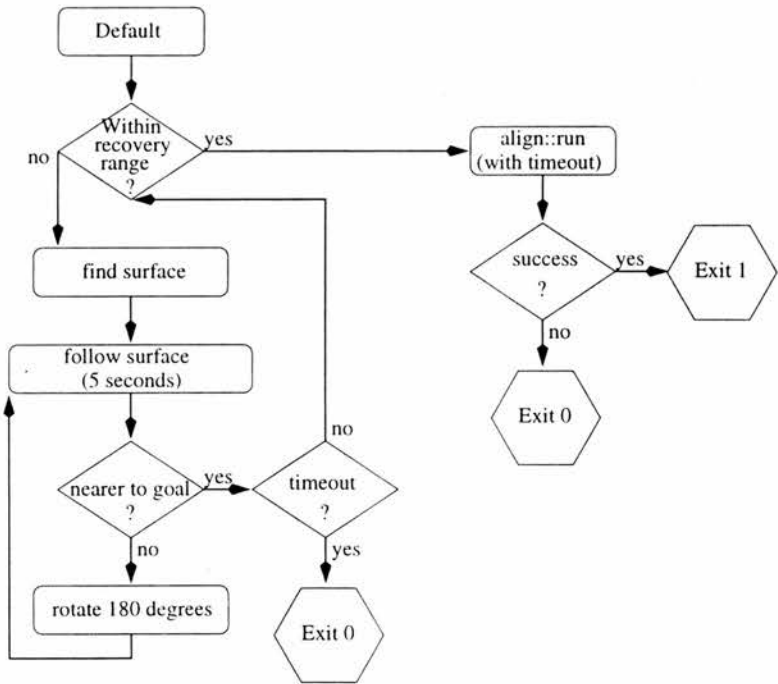 Default
Within
recovery
range
?
yes
no
align::run
(with timeout)
find surface
success
?
yes
Exit 1
no
follow surface
(5 seconds)
Exit 0
no
nearer to goal
?
yes
timeout
?
no
yes
rotate 180 degrees
Exit 0